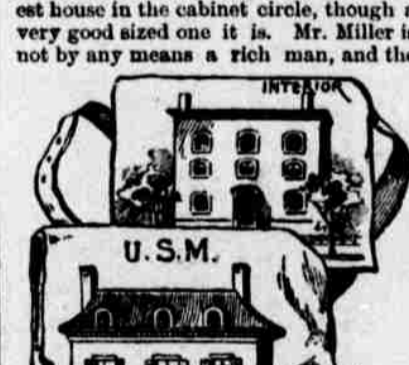 est house in the cabinet circle, though a
very good sized one it is. Mr. Miller is
not by any means a rich man, and the
INTERIOR
U.S.M.